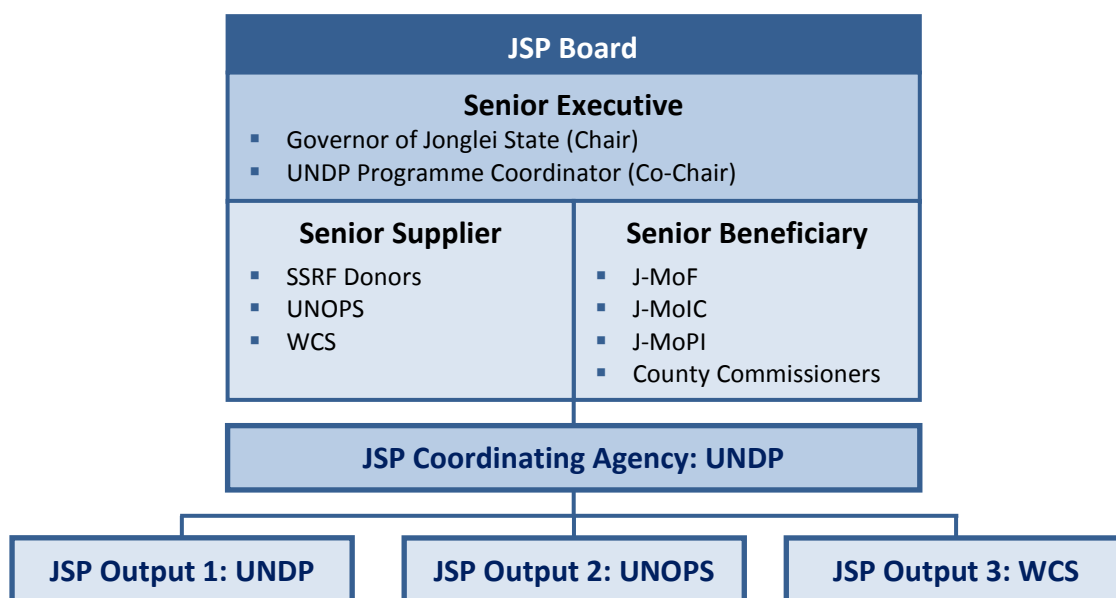 JSP Board
Senior Executive
▪ Governor of Jonglei State (Chair)
▪ UNDP Programme Coordinator (Co-Chair)
Senior Supplier
▪ SSRF Donors
▪ UNOPS
▪ WCS
Senior Beneficiary
▪ J-MoF
▪ J-MoIC
▪ J-MoPI
▪ County Commissioners
JSP Coordinating Agency: UNDP
JSP Output 1: UNDP
JSP Output 2: UNOPS
JSP Output 3: WCS